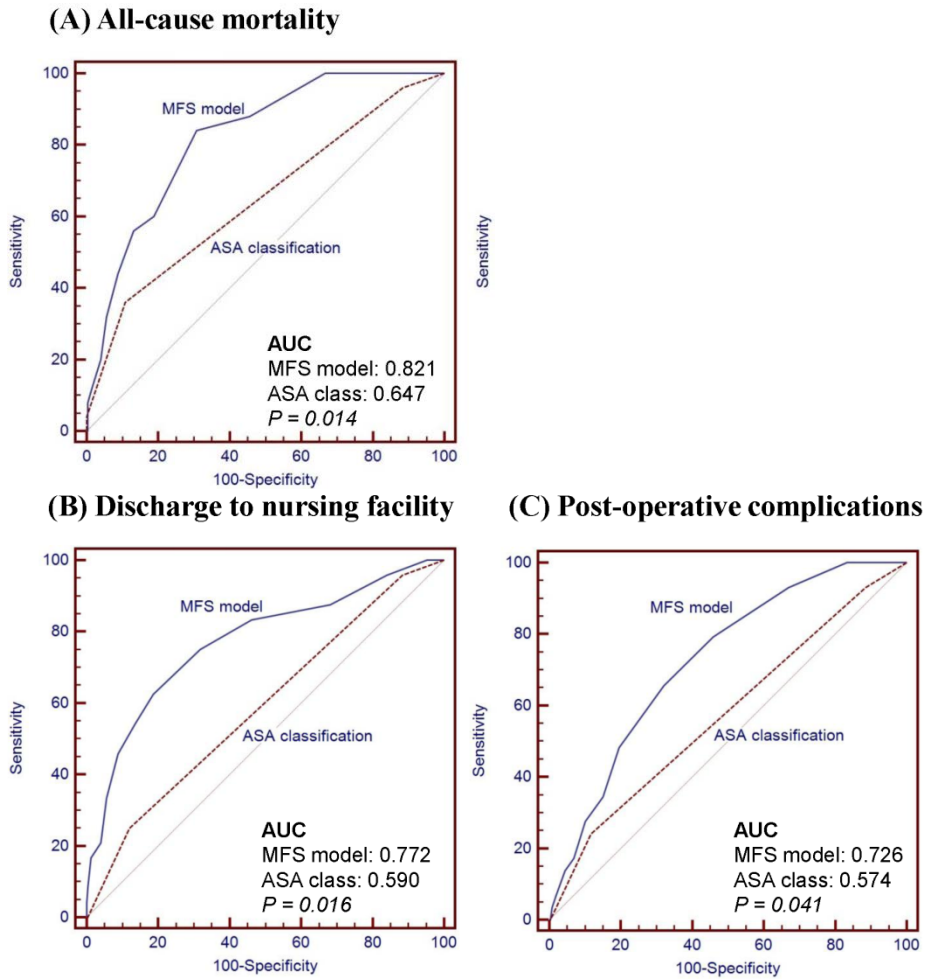 (A) All-cause mortality
100
80
60
40
20
0
0
20
40
60
80
100
Sensitivity
100-Specificity
MFS model
ASA classification
AUC
MFS model: 0.821
ASA class: 0.647
P = 0.014
Sensitivity
(B) Discharge to nursing facility
100
80
60
40
20
0
0
20
40
60
80
100
Sensitivity
100-Specificity
MFS model
ASA classification
AUC
MFS model: 0.772
ASA class: 0.590
P = 0.016
(C) Post-operative complications
100
80
60
40
20
0
0
20
40
60
80
100
Sensitivity
100-Specificity
MFS model
ASA classification
AUC
MFS model: 0.726
ASA class: 0.574
P = 0.041